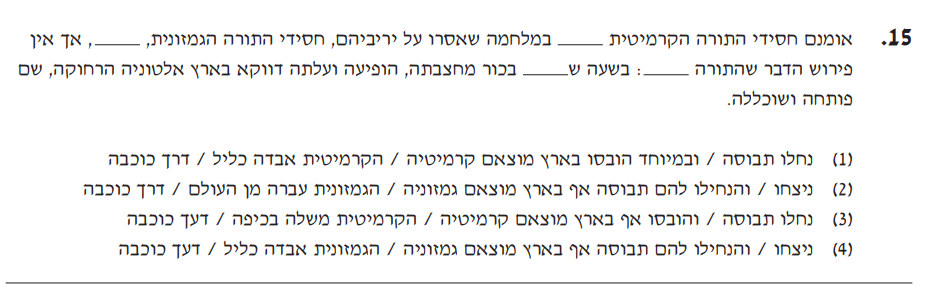 15. אומנם חסידי התורה הקרמיטית _____ במלחמה שאסרו על יריביהם, חסידי התורה הגמזונית, _____, אך אין
פירוש הדבר שהתורה _____: בשעה ש_____ בכור מחצבתה, הופיעה ועלתה דווקא בארץ אלטוניה הרחוקה, שם
פותחה ושוכללה.
(1) נחלו תבוסה / ובמיוחד הובסו בארץ מוצאם קרמיטיה / הקרמיטית אבדה כליל / דרך כוכבה
(2) ניצחו / והנחילו להם תבוסה אף בארץ מוצאם גמזוניה / הגמזונית עברה מן העולם / דרך כוכבה
(3) נחלו תבוסה / והובסו אף בארץ מוצאם קרמיטיה / הקרמיטית משלה בכיפה / דעך כוכבה
(4) ניצחו / והנחילו להם תבוסה אף בארץ מוצאם גמזוניה / הגמזונית אבדה כליל / דעך כוכבה